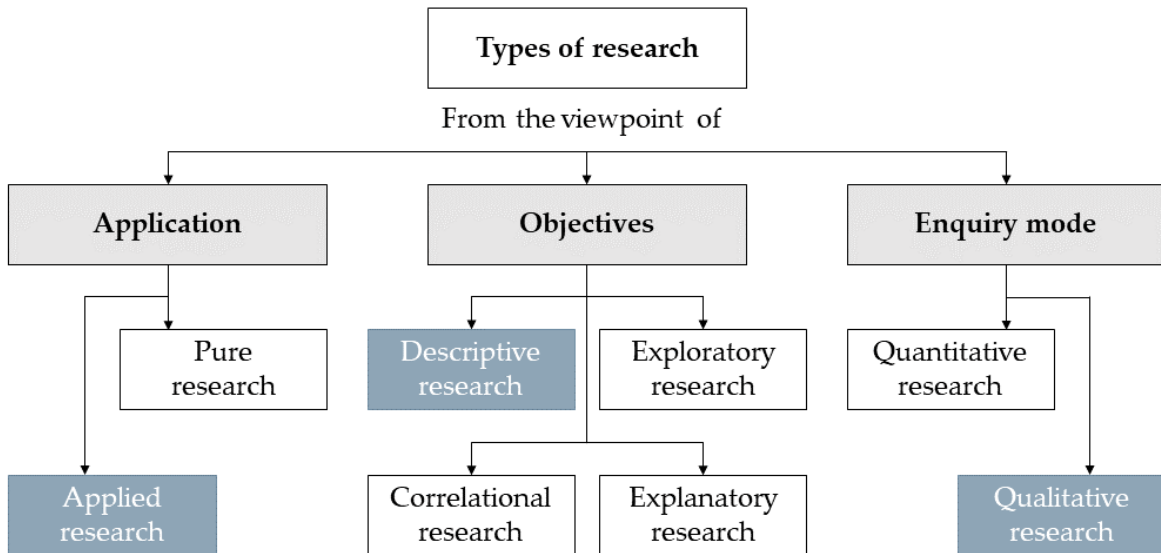 Types of research
From the viewpoint of
Application
Objectives
Enquiry mode
Pure
research
Descriptive
research
Exploratory
research
Quantitative
research
Applied
research
Correlational
research
Explanatory
research
Qualitative
research